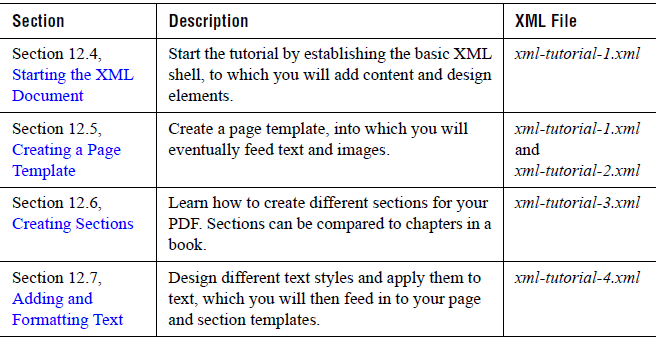 Section Description XML File
Section 12.4,
Starting the XML
Document
Start the tutorial by establishing the basic XML
shell, to which you will add content and design
elements.
xml-tutorial-1.xml
Section 12.5,
Creating a Page
Template
Create a page template, into which you will
eventually feed text and images.
xml-tutorial-1.xml
and
xml-tutorial-2.xml
Section 12.6,
Creating Sections
Learn how to create different sections for your
PDF. Sections can be compared to chapters in a
book.
xml-tutorial-3.xml
Section 12.7,
Adding and
Formatting Text
Design different text styles and apply them to
text, which you will then feed in to your page
and section templates.
xml-tutorial-4.xml